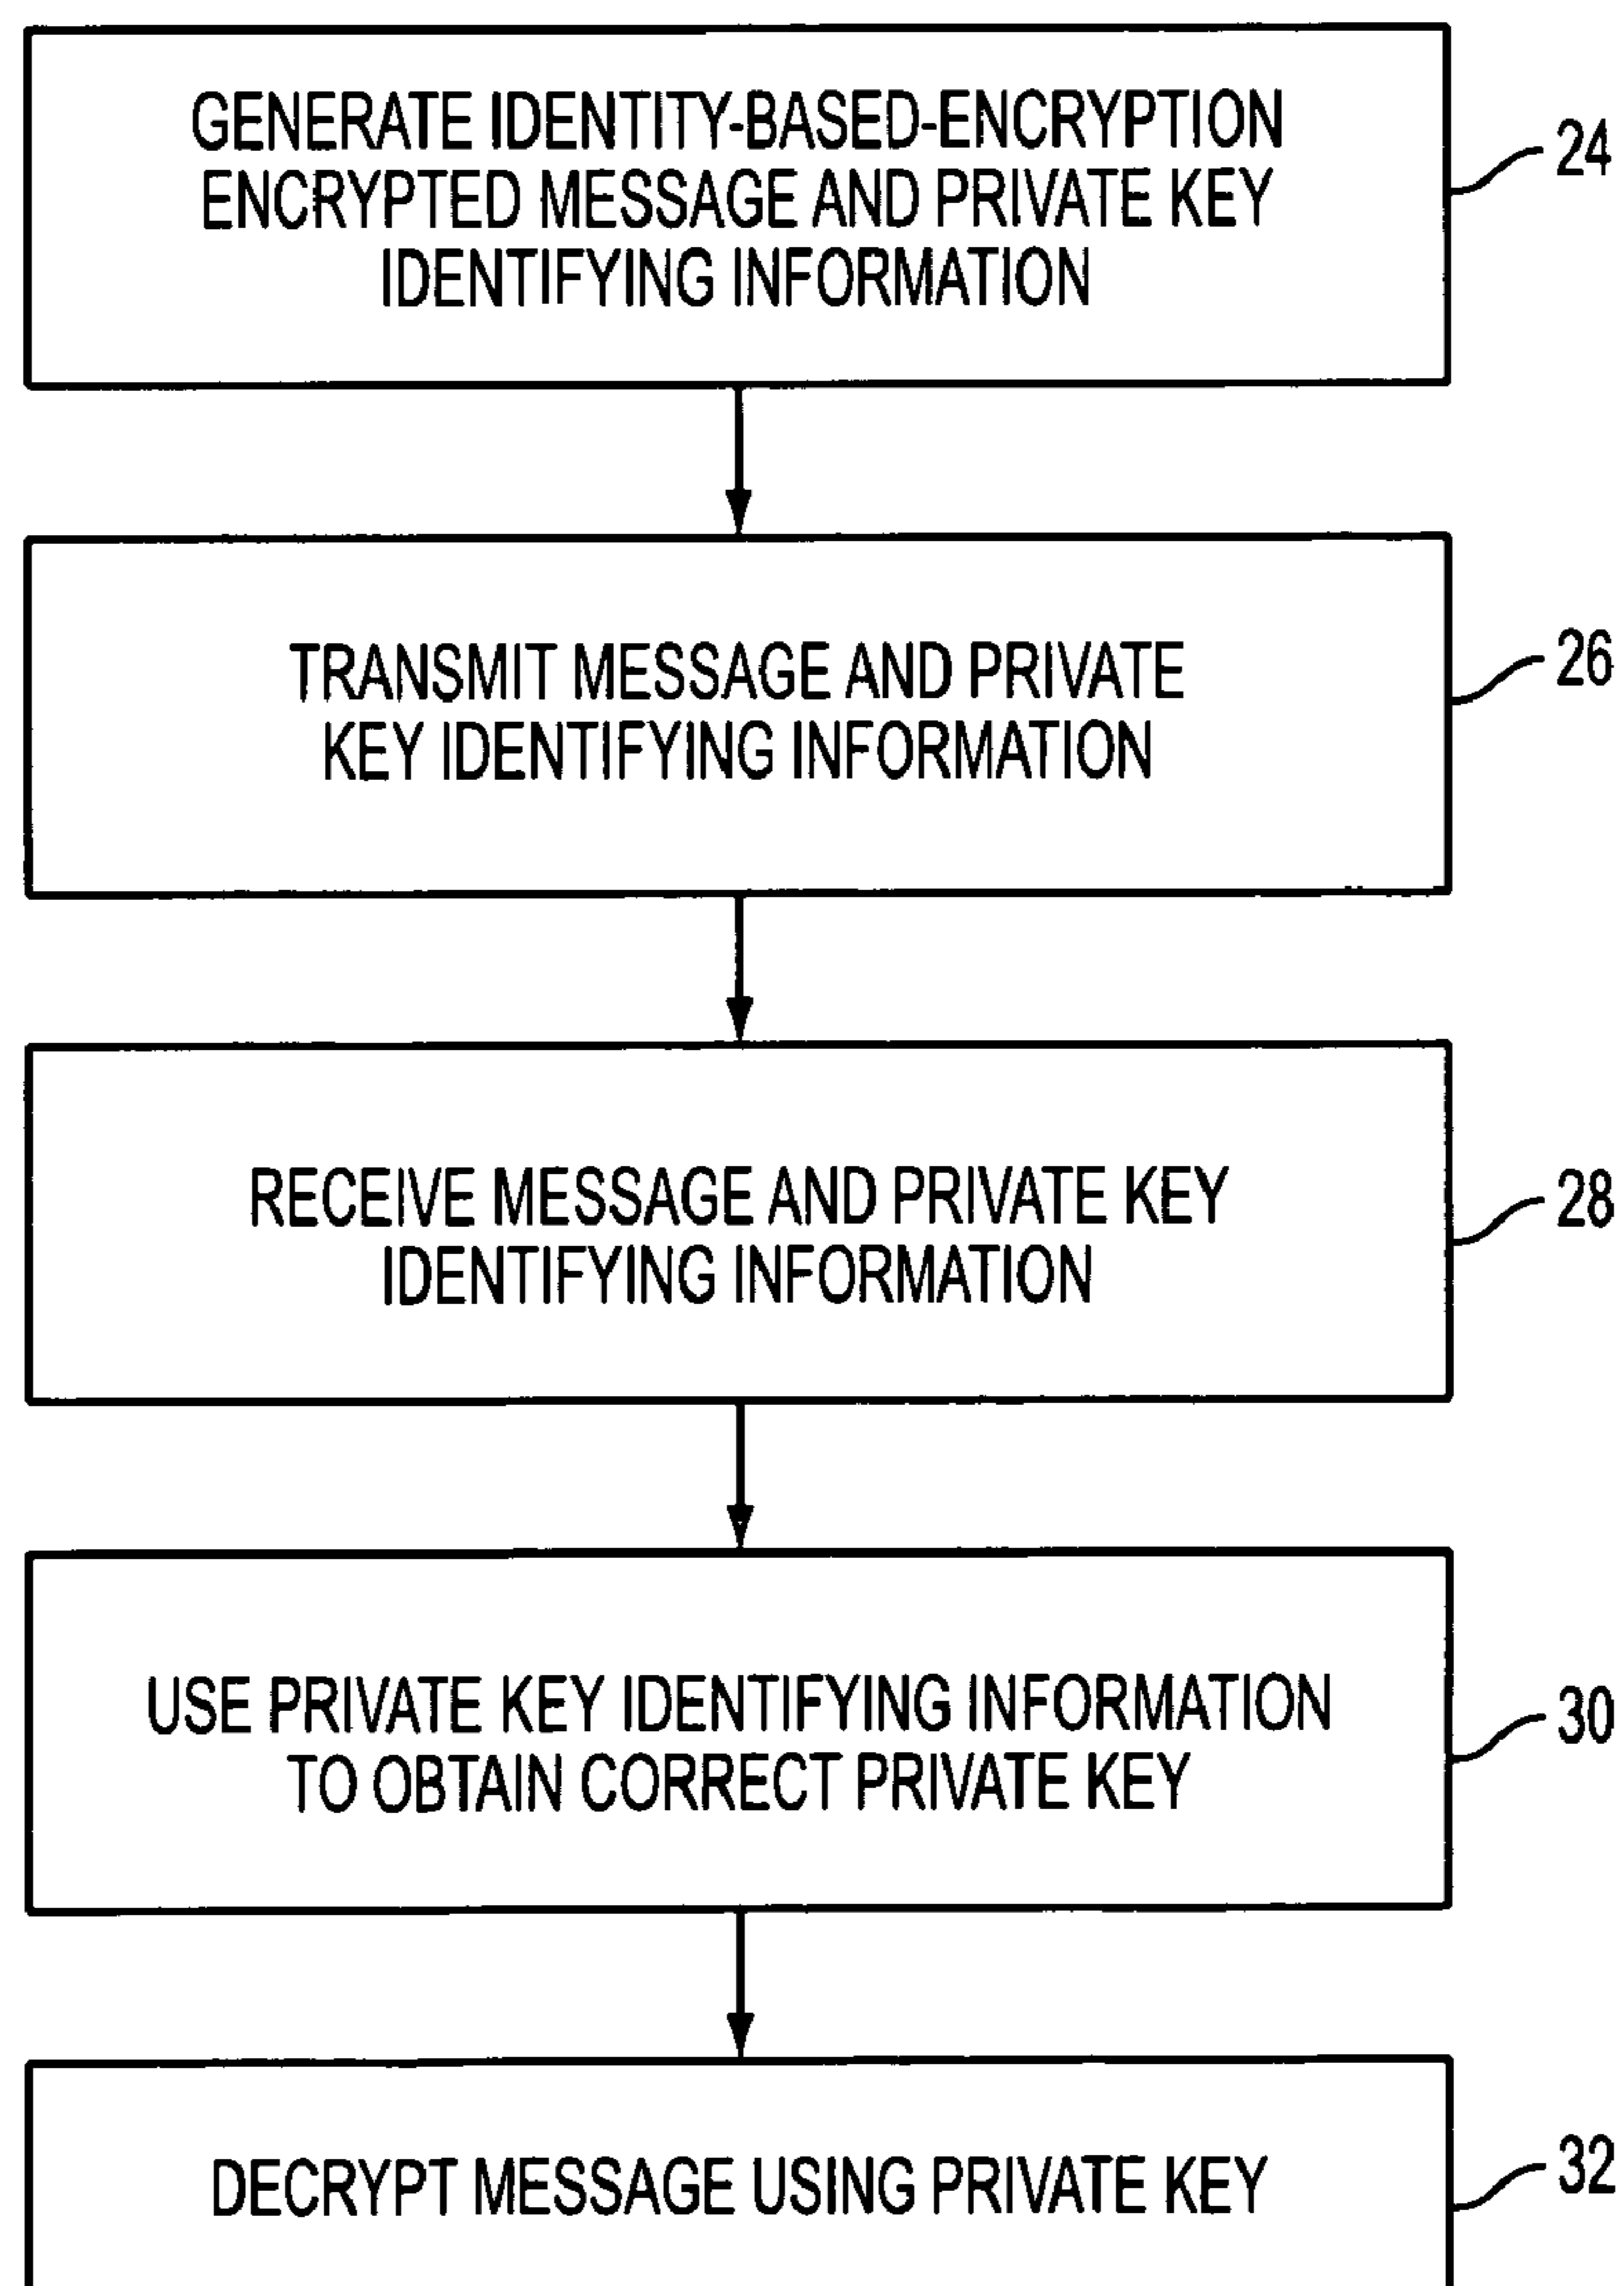 GENERATE IDENTITY-BASED-ENCRYPTION
ENCRYPTED MESSAGE AND PRIVATE KEY
IDENTIFYING INFORMATION
24
TRANSMIT MESSAGE AND PRIVATE
KEY IDENTIFYING INFORMATION
26
RECEIVE MESSAGE AND PRIVATE KEY
IDENTIFYING INFORMATION
28
USE PRIVATE KEY IDENTIFYING INFORMATION
TO OBTAIN CORRECT PRIVATE KEY
30
DECRYPT MESSAGE USING PRIVATE KEY
32